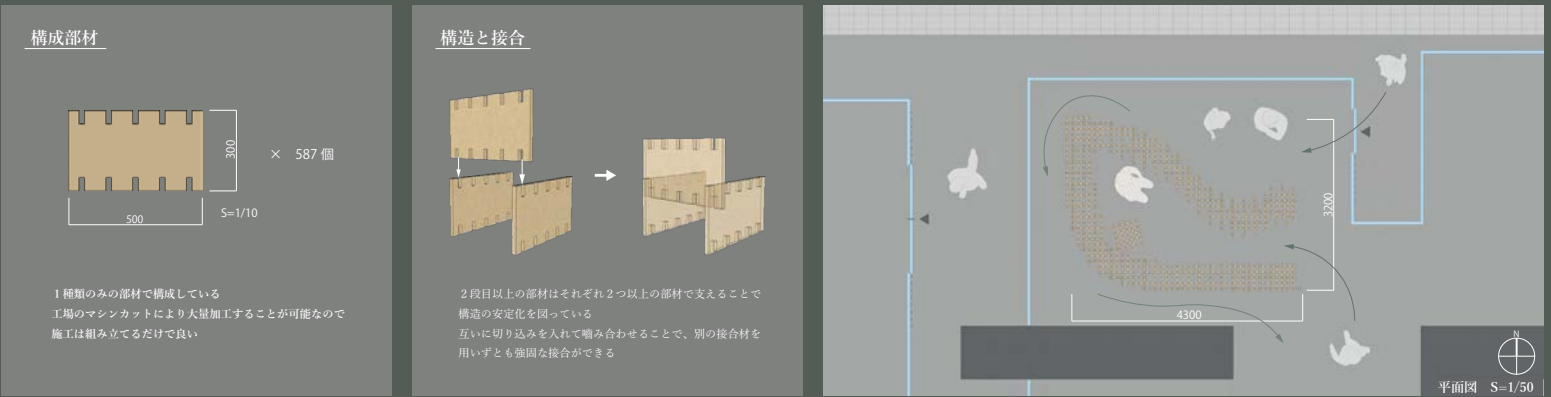 構成部材
300
× 587 個
500
S=1/10
1種類のみの部材で構成している
工場のマシンカットにより大量加工することが可能なので
施工は組み立てるだけで良い
構造と接合
2段目以上の部材はそれぞれ2つ以上の部材で支えることで
構造の安定化を図っている
互いに切り込みを入れて嚙み合わせることで、別の接合材を
用いずとも強固な接合ができる
3200
4300
N
平面図 S=1/50